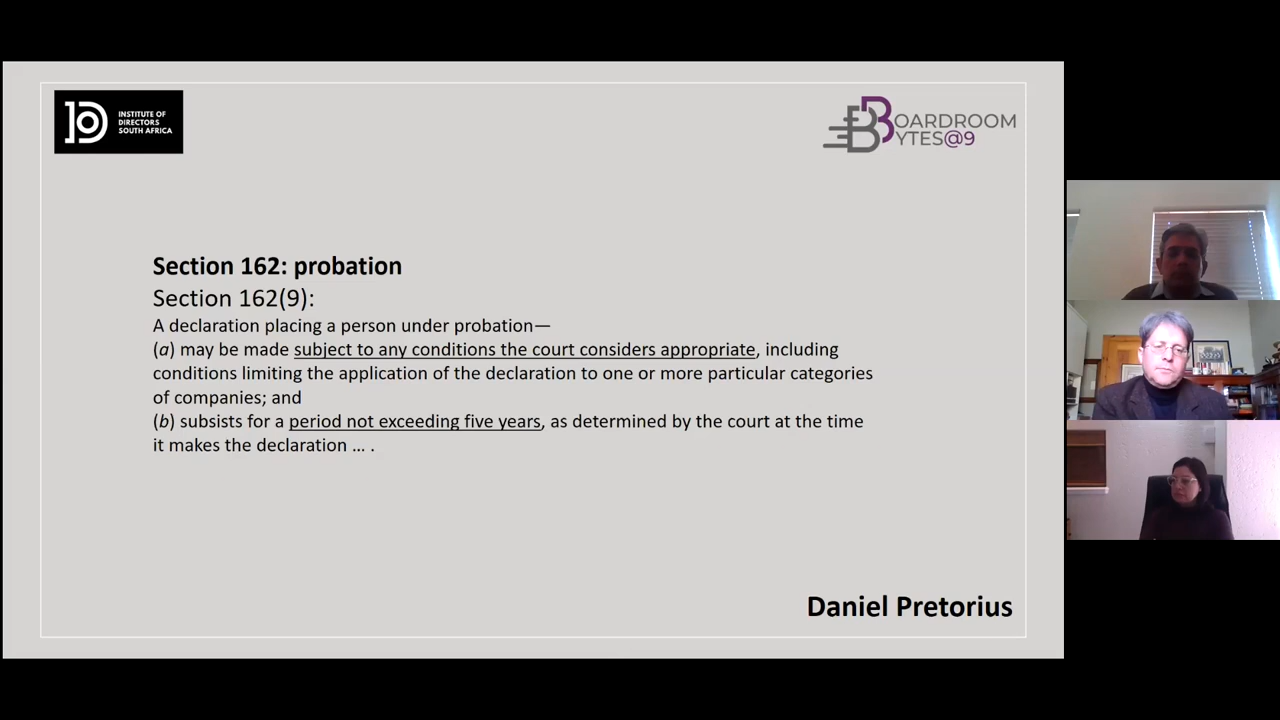 INSTITUTE OF
DIRECTORS
SOUTH AFRICA
BOARDROOM
BYTES@9
Section 162: probation
Section 162(9):
A declaration placing a person under probation—
(a) may be made subject to any conditions the court considers appropriate, including
conditions limiting the application of the declaration to one or more particular categories
of companies; and
(b) subsists for a period not exceeding five years, as determined by the court at the time
it makes the declaration … .
Daniel Pretorius